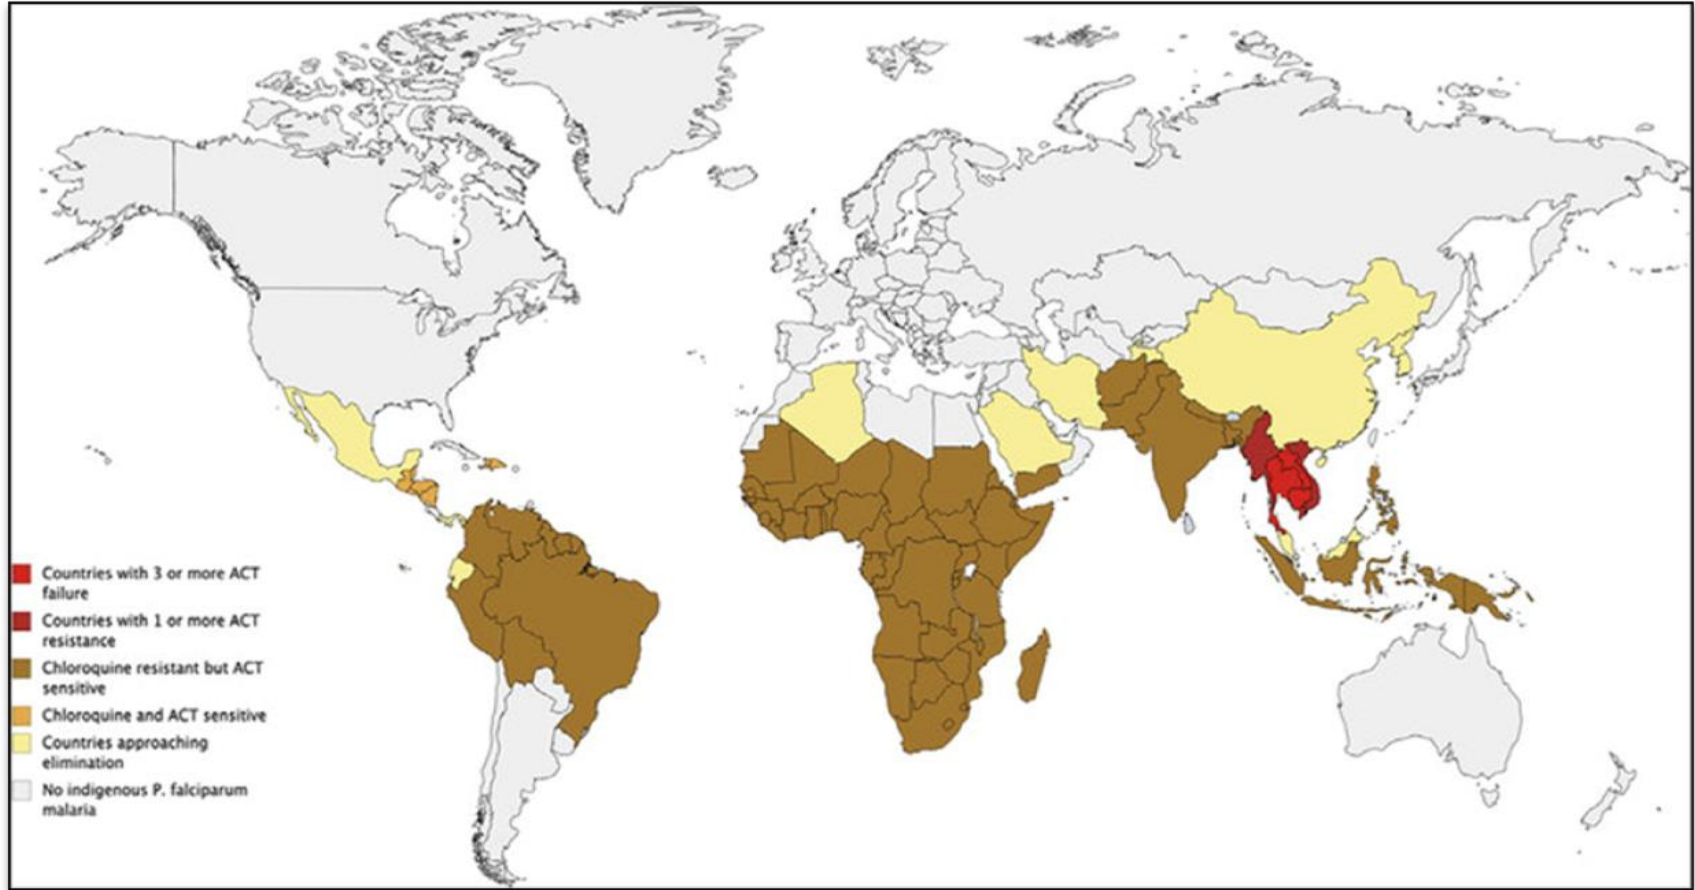 Countries with 3 or more ACT
failure
Countries with 1 or more ACT
resistance
Chloroquine resistant but ACT
sensitive
Chloroquine and ACT sensitive
Countries approaching
elimination
No indigenous P. falciparum
malaria